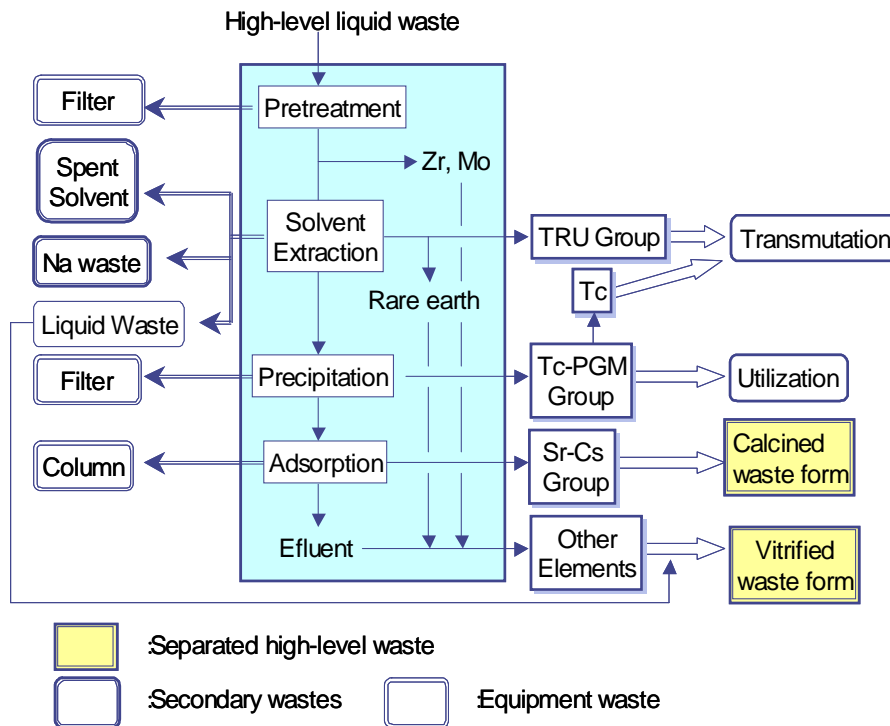 High-level liquid waste
Filter
Pretreatment
Zr, Mo
Spent
Solvent
Solvent
Extraction
TRU Group
Transmutation
Na waste
Rare earth
Tc
Liquid Waste
Filter
Precipitation
Tc-PGM
Group
Utilization
Column
Adsorption
Sr-Cs
Group
Calcined
waste form
Efluent
Other
Elements
Vitrified
waste form
:Separated high-level waste
:Secondary wastes
:Equipment waste